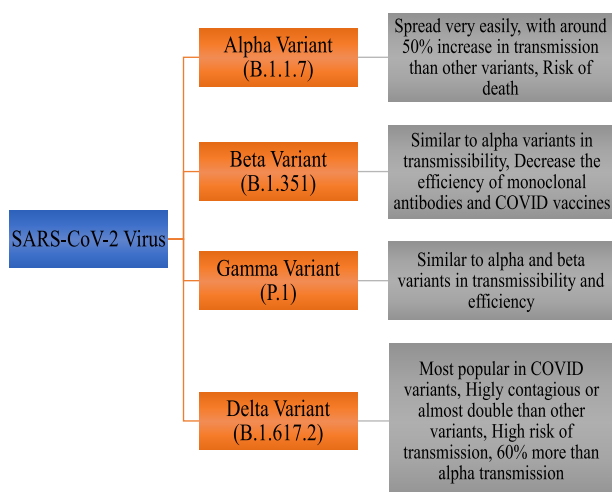 SARS-CoV-2 Virus
Alpha Variant
(B.1.1.7)
Spread very easily, with around
50% increase in transmission
than other variants, Risk of
death
Beta Variant
(B.1.351)
Similar to alpha variants in
transmissibility, Decrease the
efficiency of monoclonal
antibodies and COVID vaccines
Gamma Variant
(P.1)
Similar to alpha and beta
variants in transmissibility and
efficiency
Delta Variant
(B.1.617.2)
Most popular in COVID
variants, Higly contagious or
almost double than other
variants, High risk of
transmission, 60% more than
alpha transmission